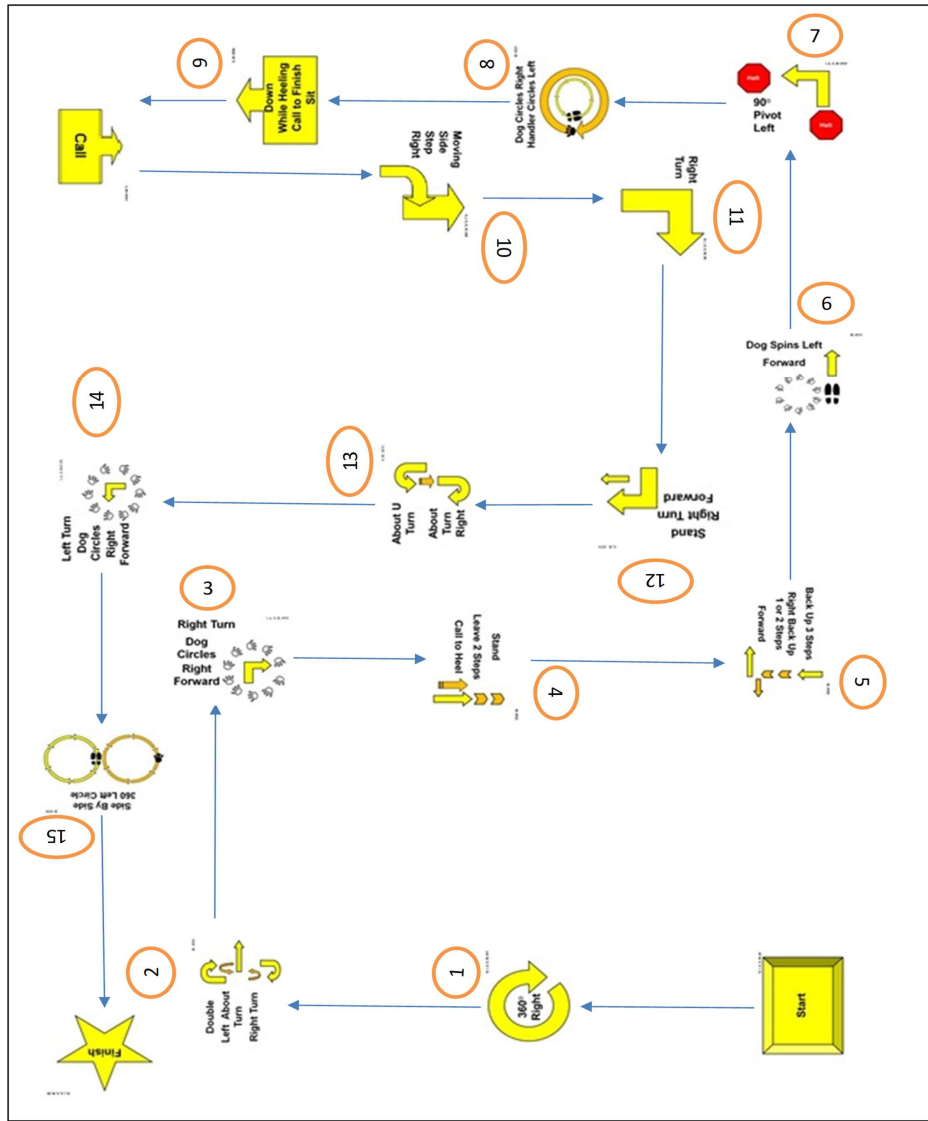 Start
1
360°
Right
2
Double
Left About
Turn
Right Turn
3
Right Turn
Dog
Circles
Right
Forward
4
Stand
Leave 2 Steps
Call to Heel
5
Back Up 3 Steps
Right Back Up
1 or 2 Steps
Forward
6
Dog Spins Left
Forward
7
Halt
Halt
90°
Pivot
Left
8
Dog Circles Right
Handler Circles Left
9
Down
While Heeling
Call to Finish
Sit
Call
10
Moving
Side
Step
Right
11
Right
Turn
12
Stand
Right Turn
Forward
13
About U
Turn
About
Turn
Right
14
Left Turn
Dog
Circles
Right
Forward
15
Side By Side
360 Left Circle
Finish